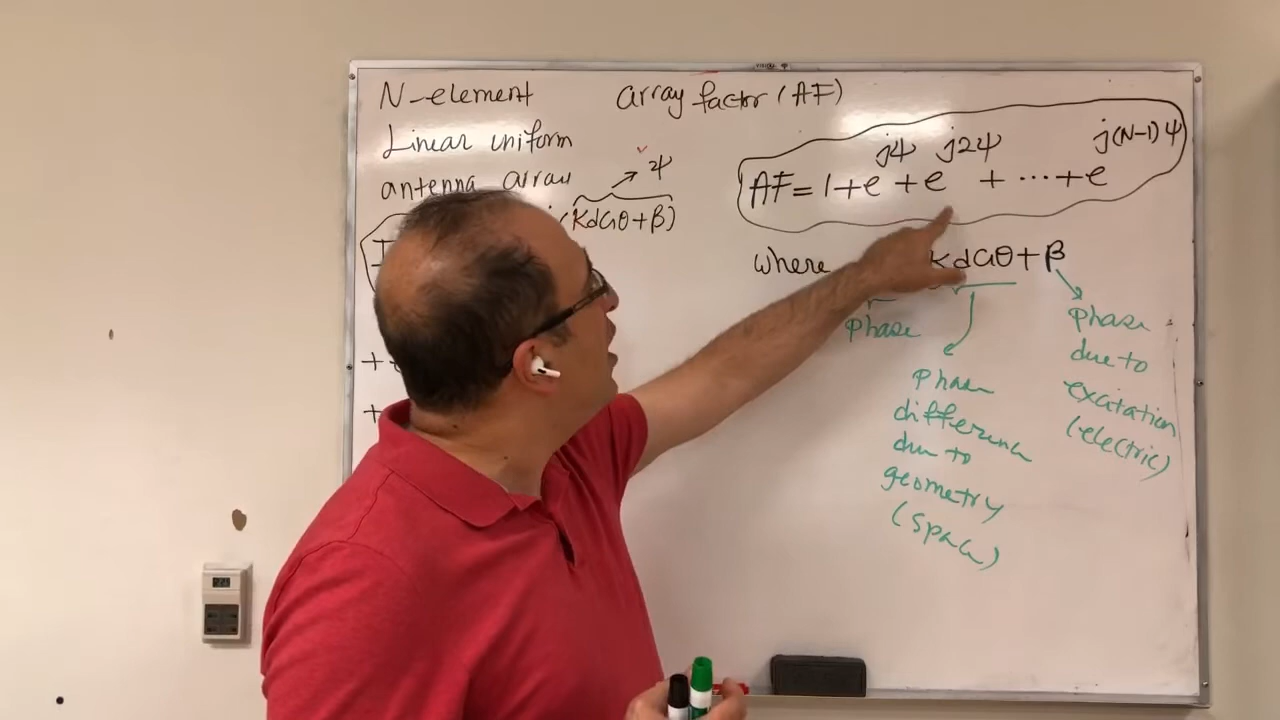 N-element
Linear uniform
antenna array
ψ
(KdCosθ+β)
array factor (AF)
AF = 1 + e^{jψ} + e^{j2ψ} + ··· + e^{j(N-1)ψ}
where KdCosθ + β
phase
phase
difference
due to
geometry
(space)
phase
due to
excitation
(electric)